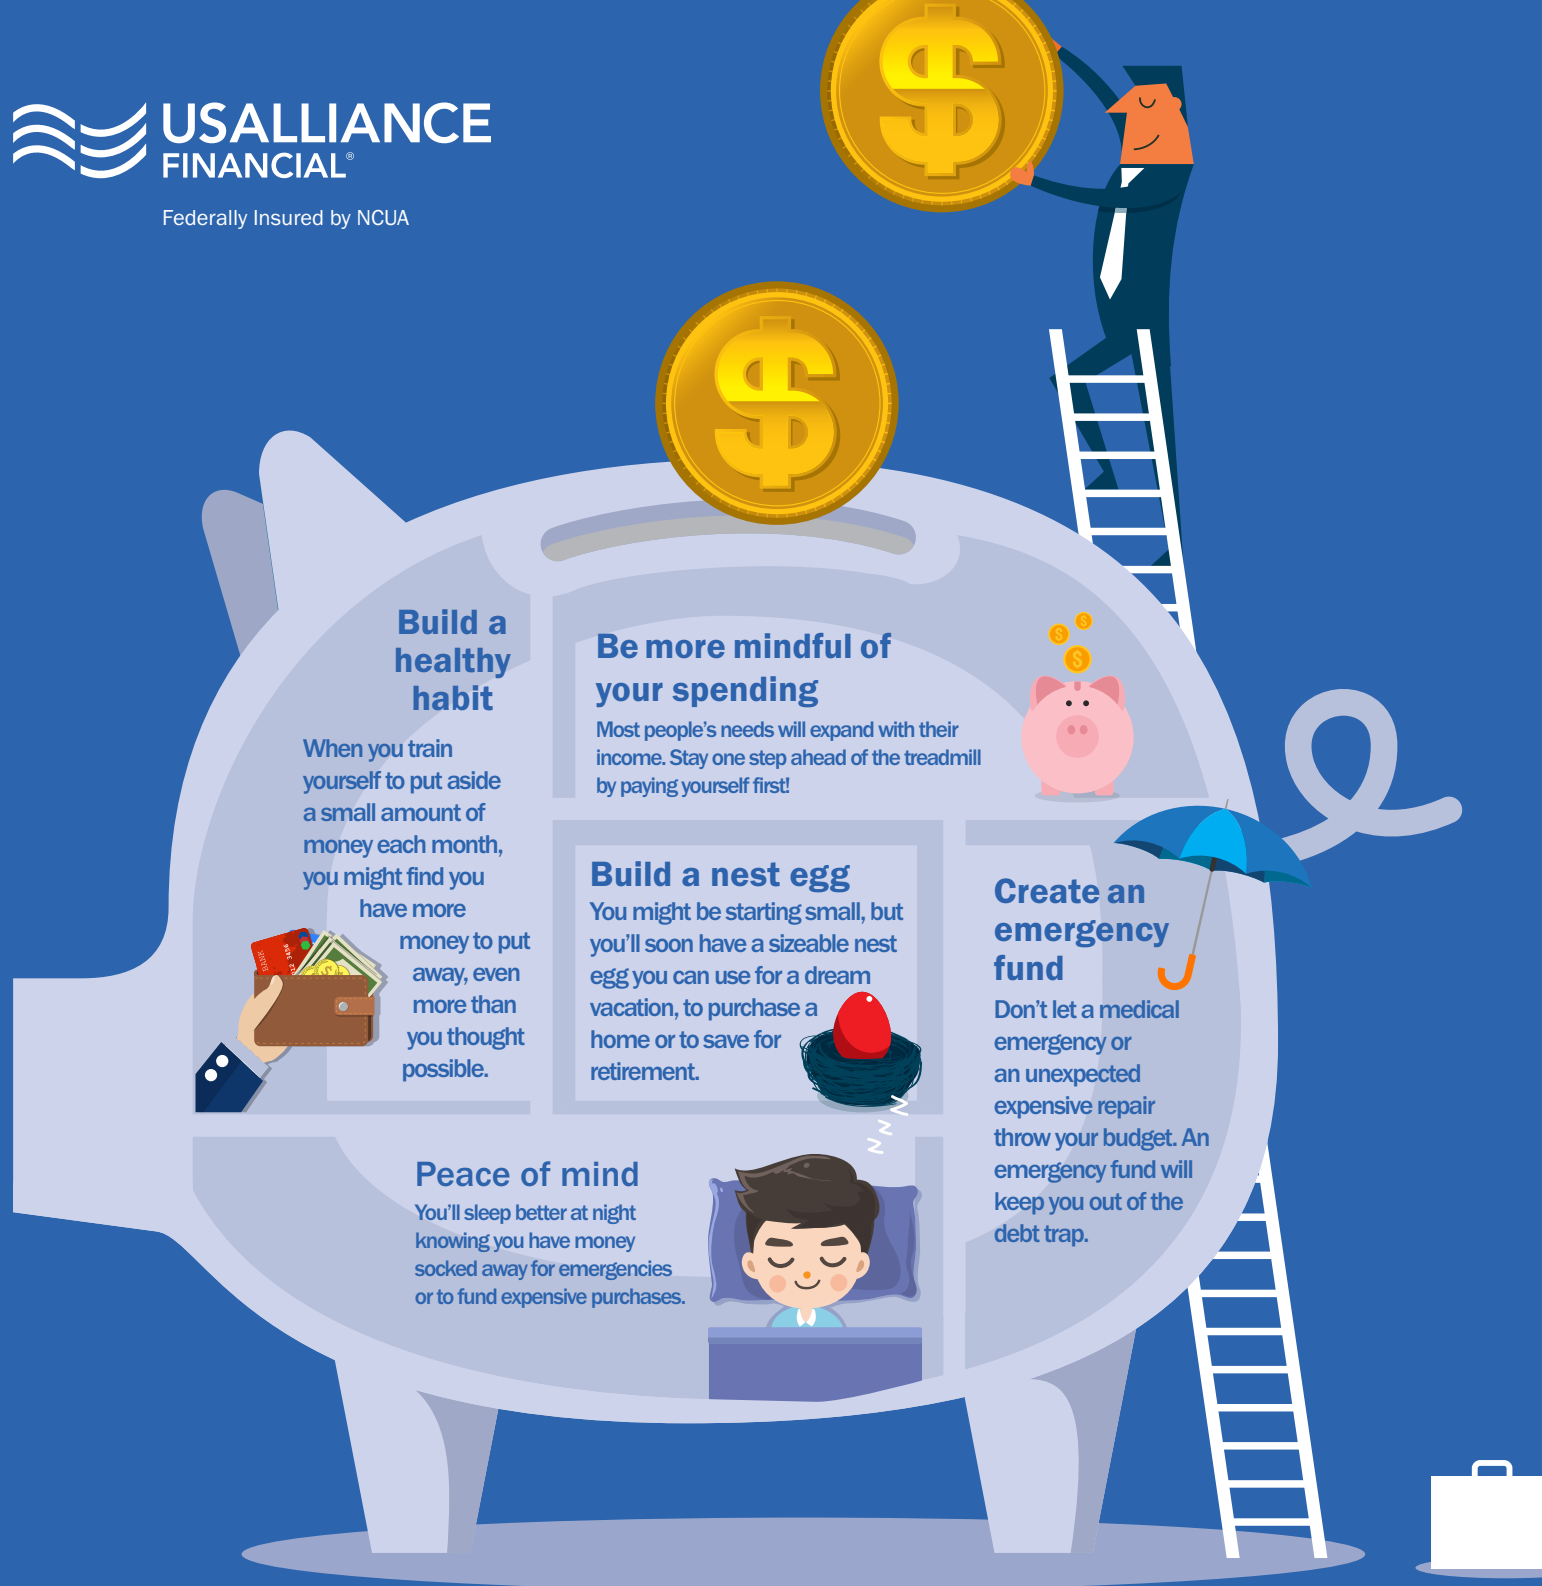 USALLIANCE
FINANCIAL®
Federally Insured by NCUA
Build a
healthy
habit
When you train
yourself to put aside
a small amount of
money each month,
you might find you
have more
money to put
away, even
more than
you thought
possible.
Be more mindful of
your spending
Most people's needs will expand with their
income. Stay one step ahead of the treadmill
by paying yourself first!
Build a nest egg
You might be starting small, but
you'll soon have a sizeable nest
egg you can use for a dream
vacation, to purchase a
home or to save for
retirement.
Create an
emergency
fund
Don't let a medical
emergency or
an unexpected
expensive repair
throw your budget. An
emergency fund will
keep you out of the
debt trap.
Peace of mind
You'll sleep better at night
knowing you have money
socked away for emergencies
or to fund expensive purchases.
$
$
$
$
$
BANK
3456
z
z
z